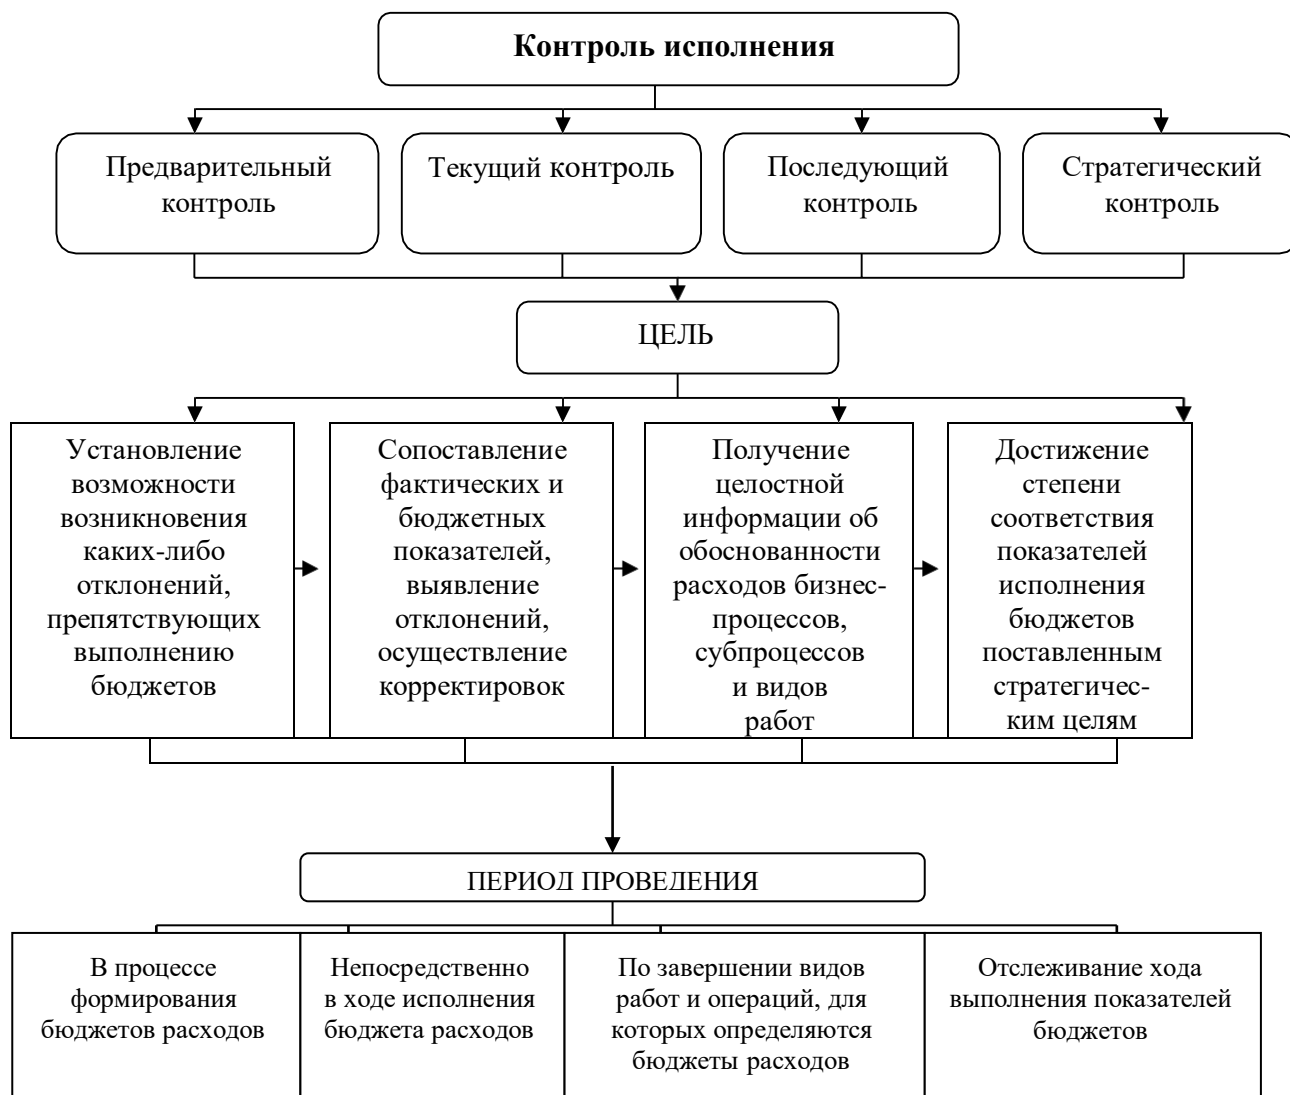 Контроль исполнения
Предварительный
контроль
Текущий контроль
Последующий
контроль
Стратегический
контроль
ЦЕЛЬ
Установление
возможности
возникновения
каких-либо
отклонений,
препятствующих
выполнению
бюджетов
Сопоставление
фактических и
бюджетных
показателей,
выявление
отклонений,
осуществление
корректировок
Получение
целостной
информации об
обоснованности
расходов бизнес-
процессов,
субпроцессов
и видов
работ
Достижение
степени
соответствия
показателей
исполнения
бюджетов
поставленным
стратегичес-
ким целям
ПЕРИОД ПРОВЕДЕНИЯ
В процессе
формирования
бюджетов расходов
Непосредственно
в ходе исполнения
бюджета расходов
По завершении видов
работ и операций, для
которых определяются
бюджеты расходов
Отслеживание хода
выполнения показателей
бюджетов